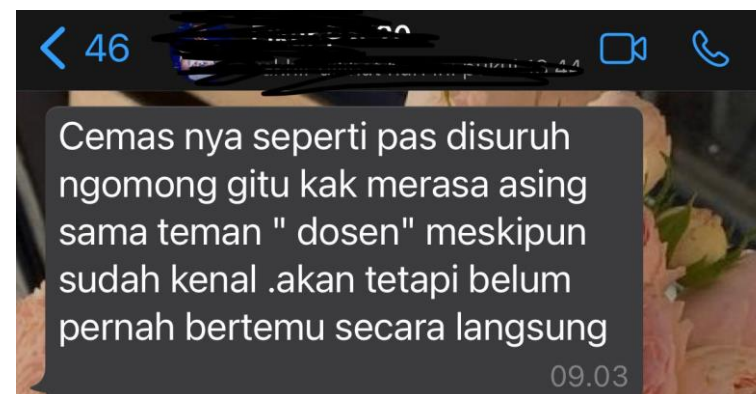 46
Cemas nya seperti pas disuruh
ngomong gitu kak merasa asing
sama teman " dosen" meskipun
sudah kenal .akan tetapi belum
pernah bertemu secara langsung
09.03